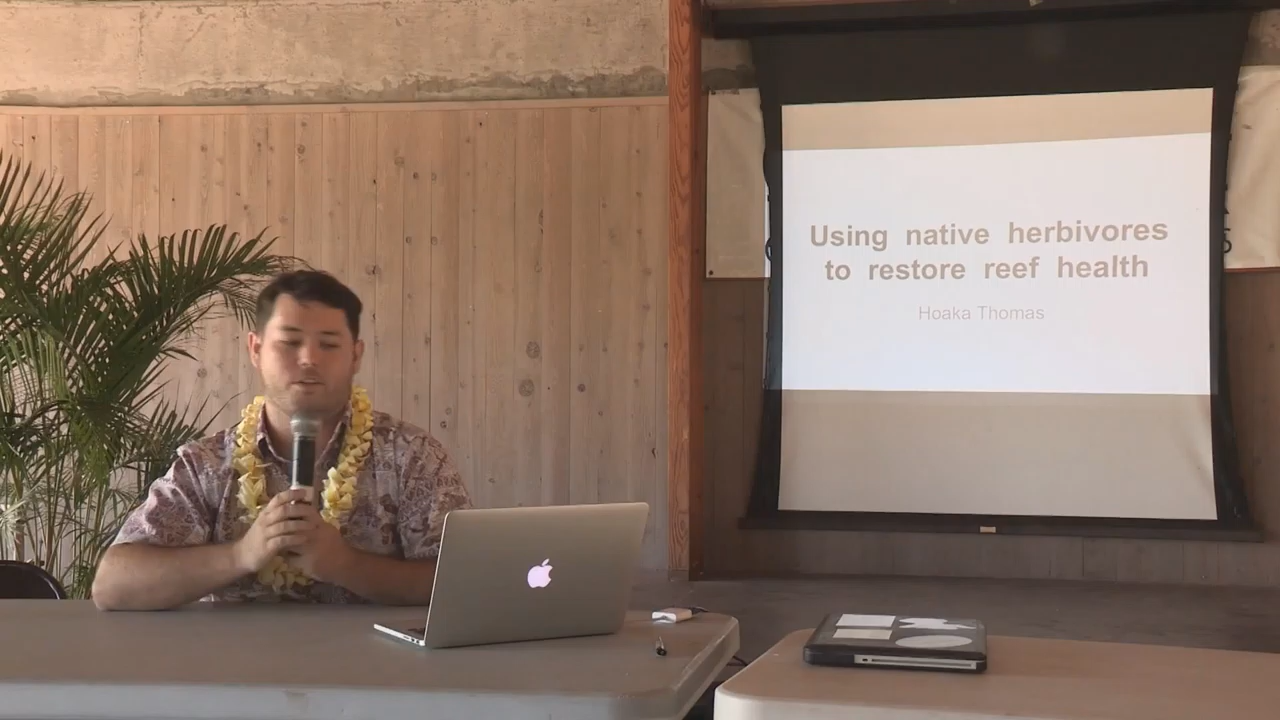 Using native herbivores
to restore reef health
Hoaka Thomas